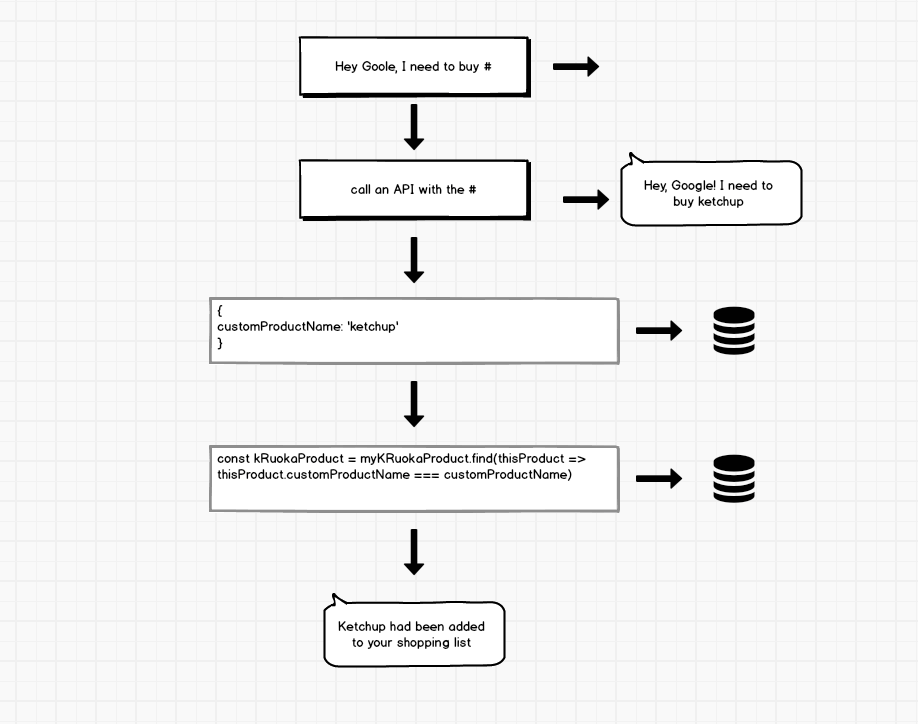 Hey Goole, I need to buy #
call an API with the #
Hey, Google! I need to
buy ketchup
{
customProductName: 'ketchup'
}
const kRuokaProduct = myKRuokaProduct.find(thisProduct =>
thisProduct.customProductName === customProductName)
Ketchup had been added
to your shopping list